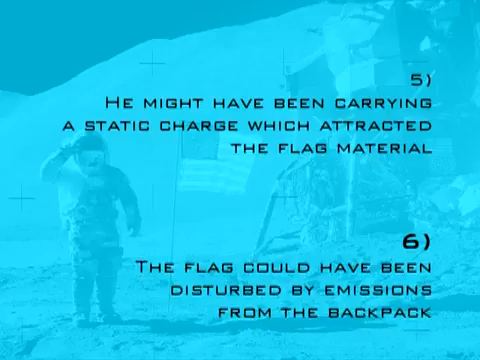 5)
He might have been carrying
a static charge which attracted
the flag material
6)
The flag could have been
disturbed by emissions
from the backpack